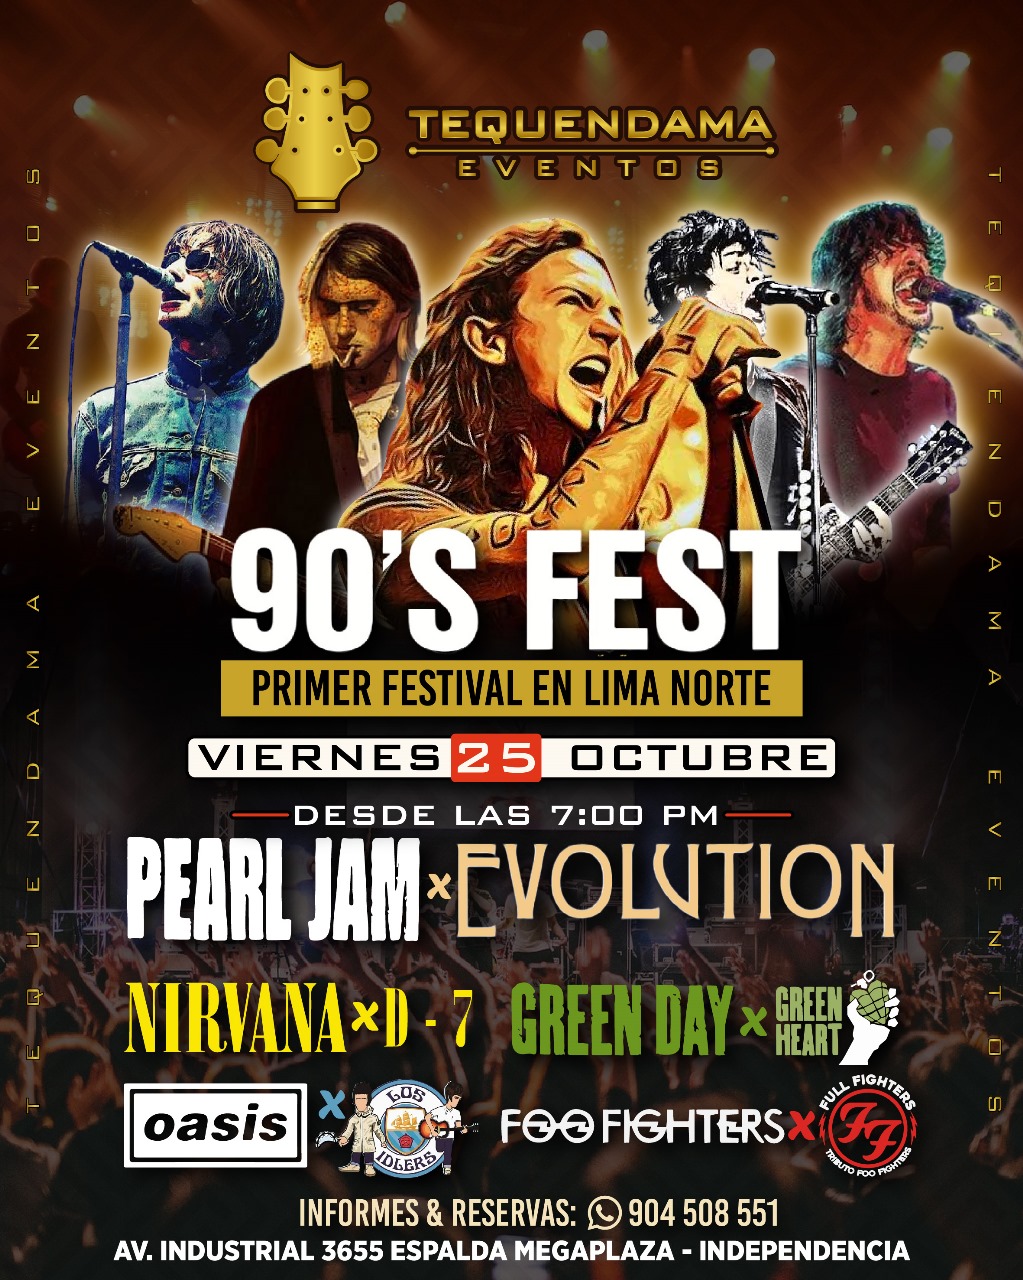 TEQUENDAMA
EVENTOS
TEQUENDAMA EVENTOS
TEQUENDAMA EVENTOS
90'S FEST
PRIMER FESTIVAL EN LIMA NORTE
VIERNES 25 OCTUBRE
DESDE LAS 7:00 PM
PEARL JAM x EVOLUTION
NIRVANA x D - 7
GREEN DAY x GREEN HEART
oasis x LOS IDLERS
FOO FIGHTERS x FULL FIGHTERS
FF
TRIBUTO FOO FIGHTERS
INFORMES & RESERVAS: 904 508 551
AV. INDUSTRIAL 3655 ESPALDA MEGAPLAZA - INDEPENDENCIA